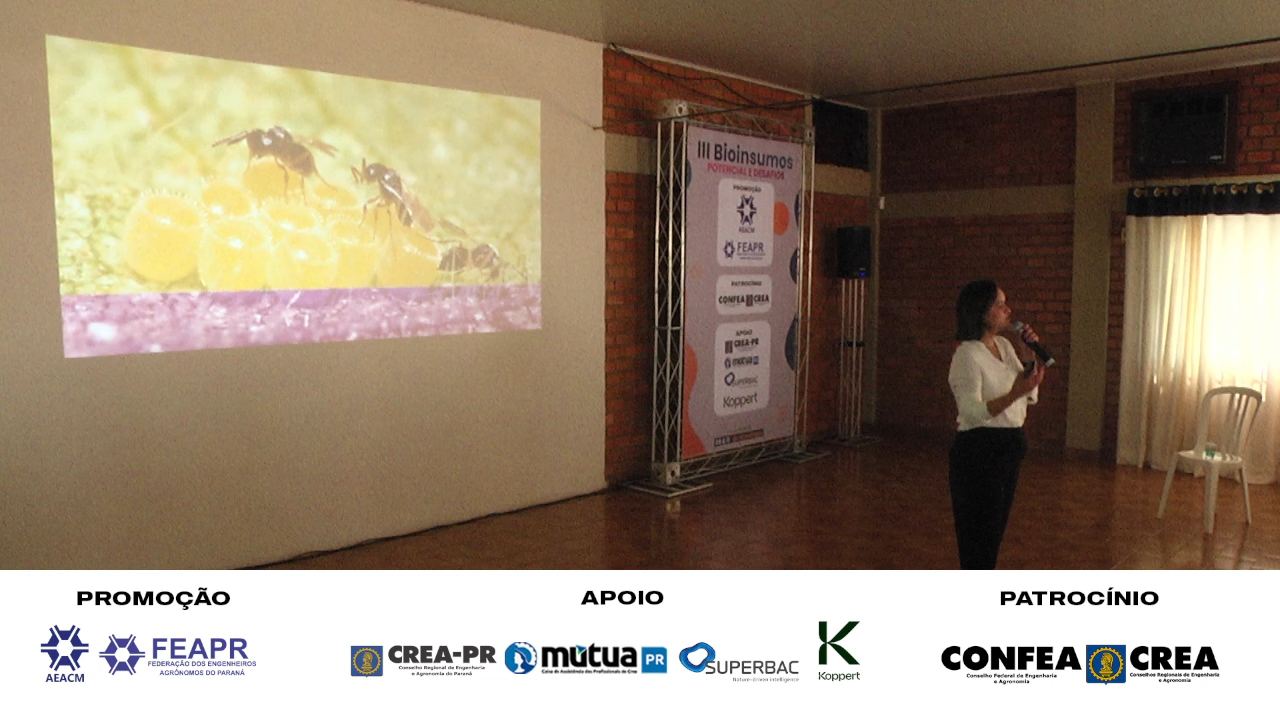 III Bioinsumos
POTENCIAL E DESAFIOS
PROMOÇÃO
AEACM
FEAPR
PATROCÍNIO
CONFEA CREA
APOIO
CREA-PR
mútua PR
SUPERBAC
Koppert
PROMOÇÃO
AEACM
FEAPR
FEDERAÇÃO DOS ENGENHEIROS
AGRÔNOMOS DO PARANÁ
APOIO
CREA-PR
Conselho Regional de Engenharia
e Agronomia do Paraná
mútua PR
Caixa de Assistência dos Profissionais do Crea
SUPERBAC
Nature-driven intelligence
Koppert
PATROCÍNIO
CONFEA
Conselho Federal de Engenharia
e Agronomia
CREA
Conselhos Regionais de Engenharia
e Agronomia